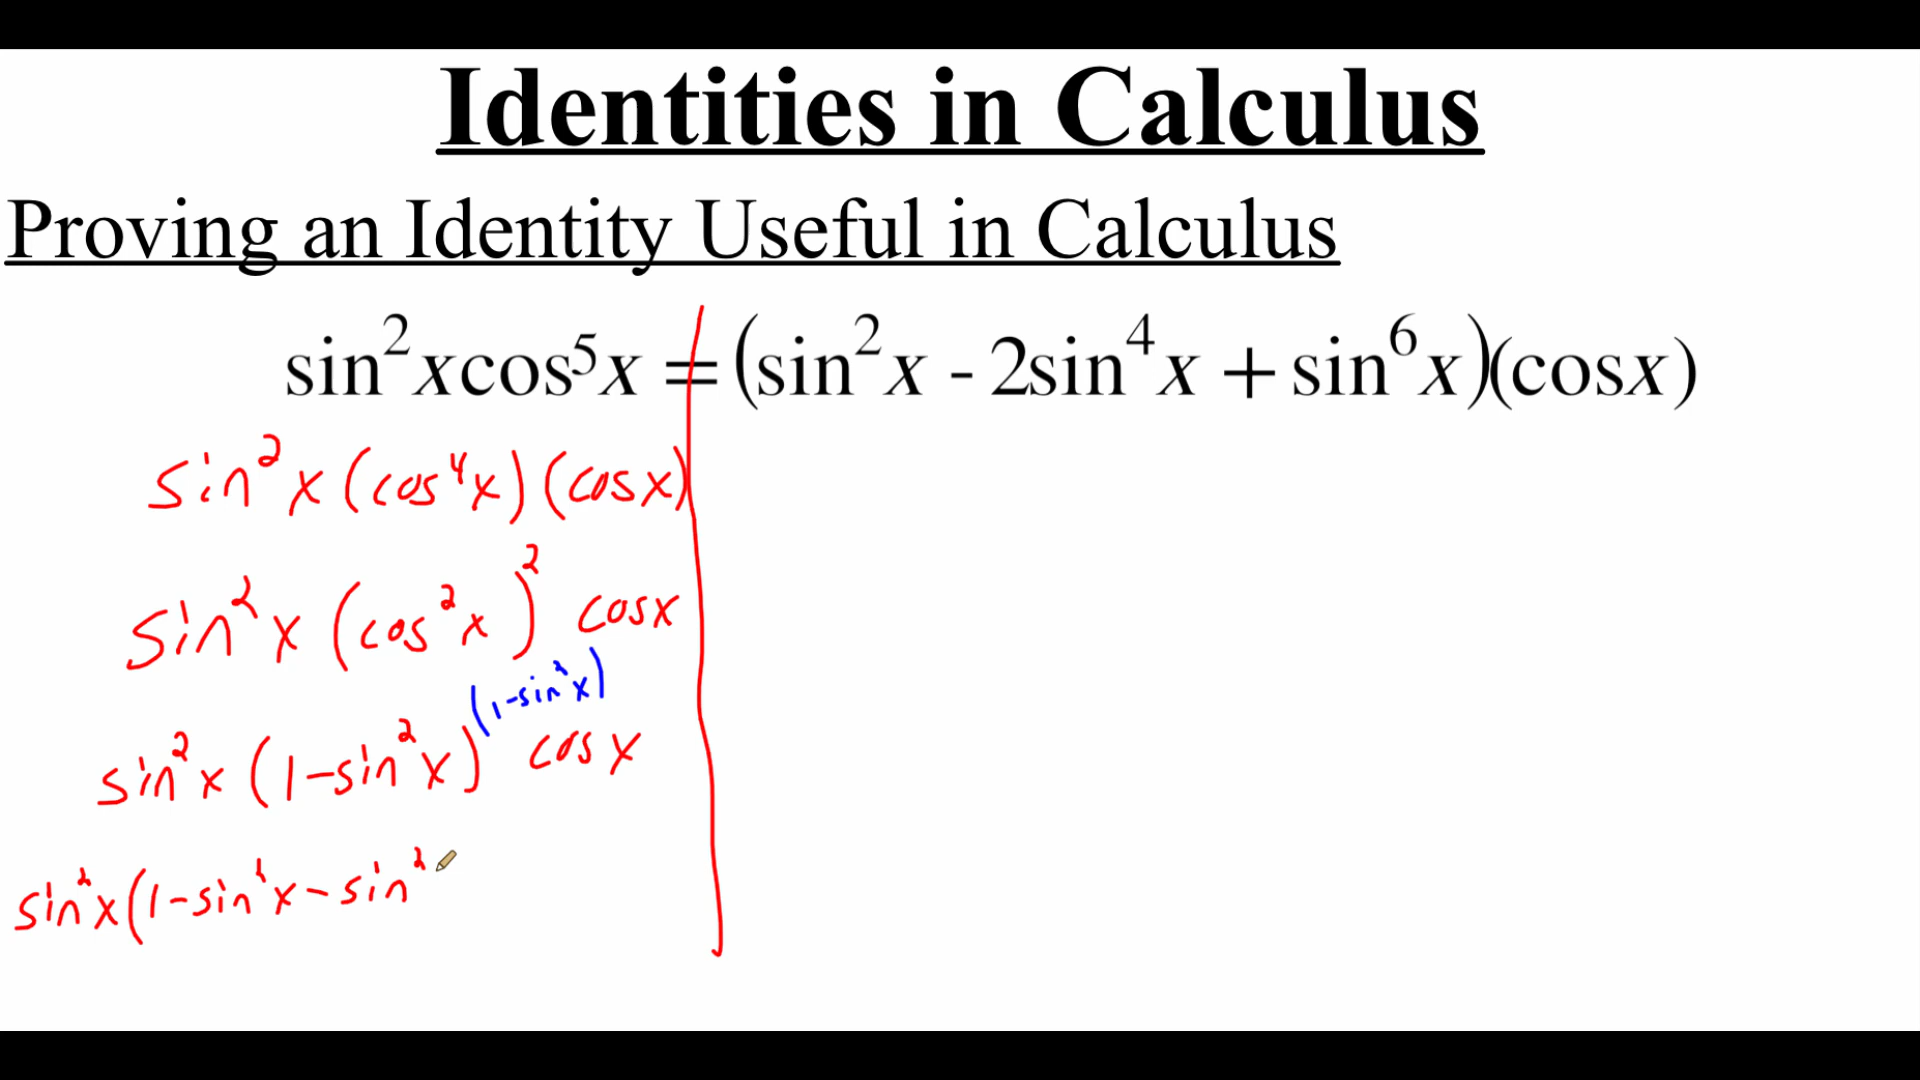 Identities in Calculus
Proving an Identity Useful in Calculus
sin²xcos⁵x = (sin²x - 2sin⁴x + sin⁶x)(cosx)
sin²x (cos⁴x) (cosx)
sin²x (cos²x)² cosx
(1-sin²x)
sin²x (1-sin²x) cosx
sin²x(1-sin²x-sin²